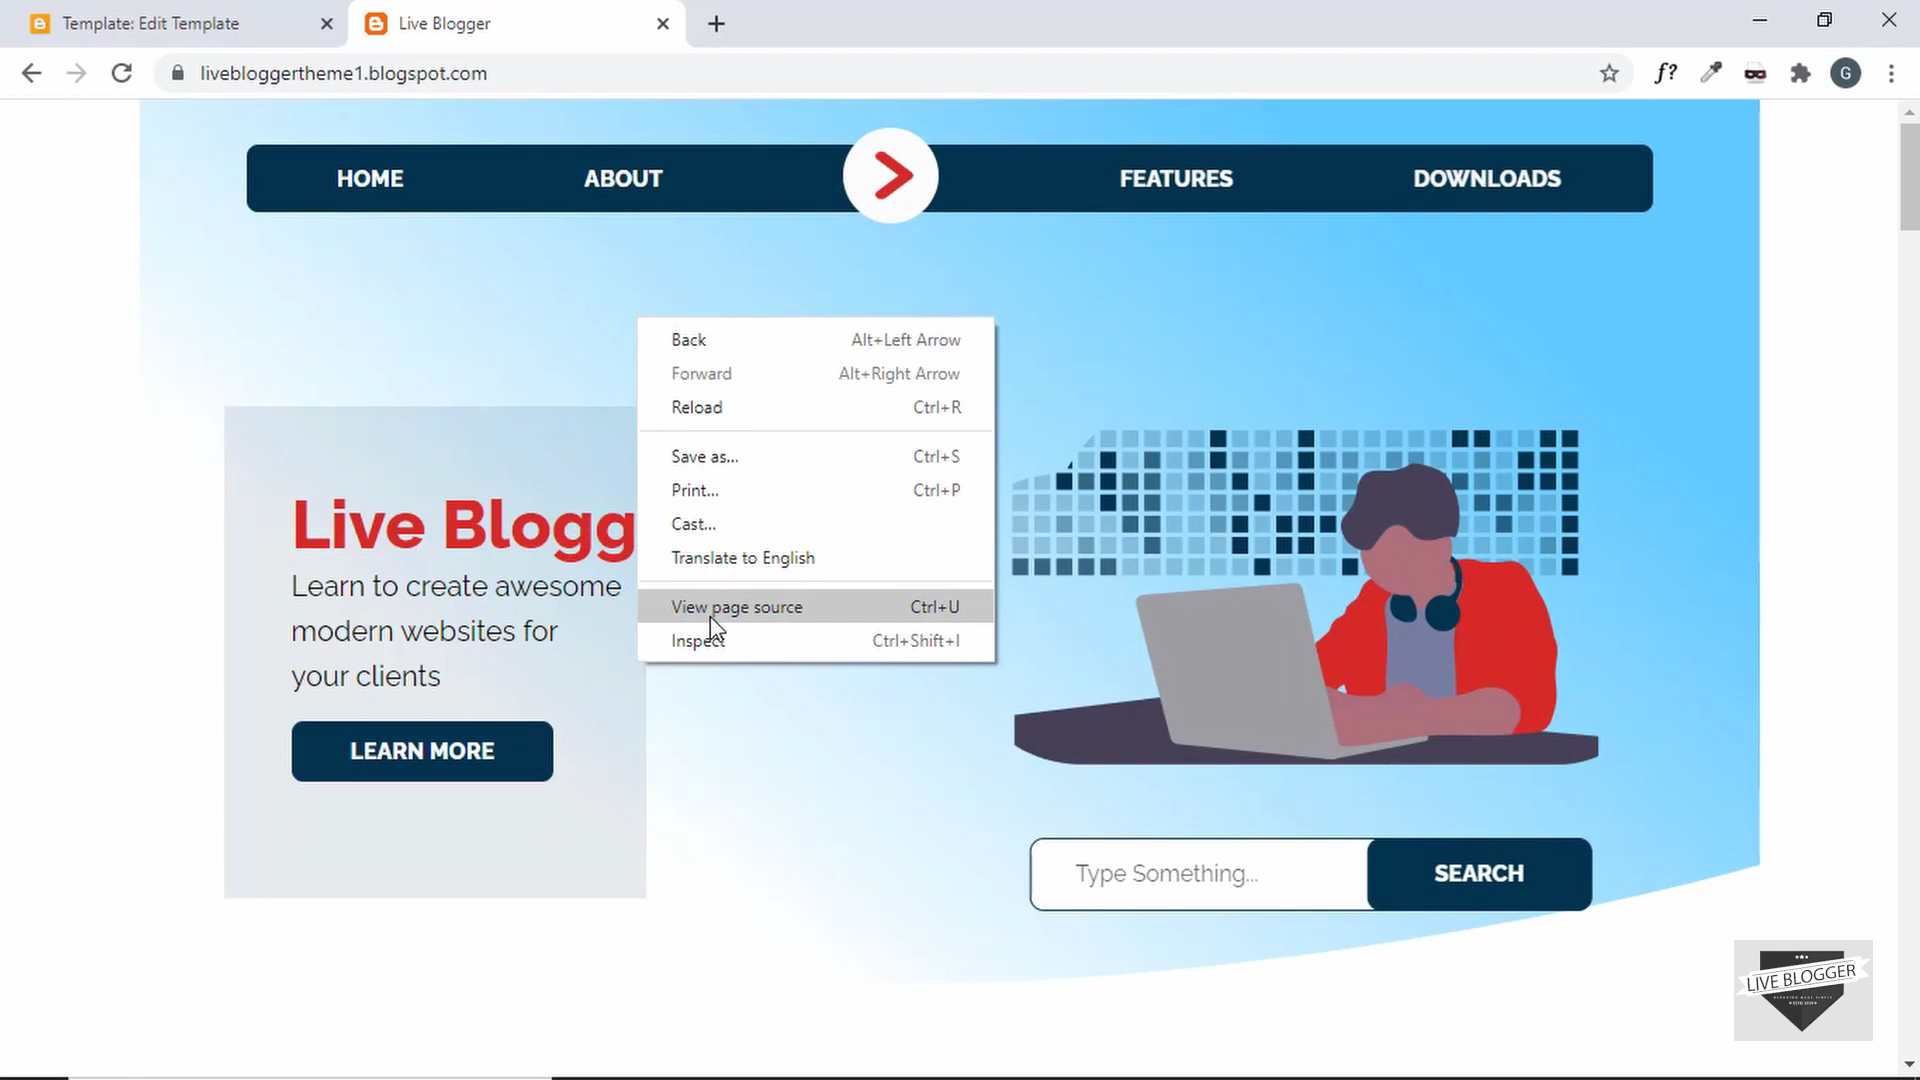 Template: Edit Template
Live Blogger
livebloggertheme1.blogspot.com
f?
G
HOME ABOUT FEATURES DOWNLOADS
Back Alt+Left Arrow
Forward Alt+Right Arrow
Reload Ctrl+R
Save as... Ctrl+S
Print... Ctrl+P
Cast...
Translate to English
View page source Ctrl+U
Inspect Ctrl+Shift+I
Live Blogg
Learn to create awesome
modern websites for
your clients
LEARN MORE
Type Something...
SEARCH
LIVE BLOGGER